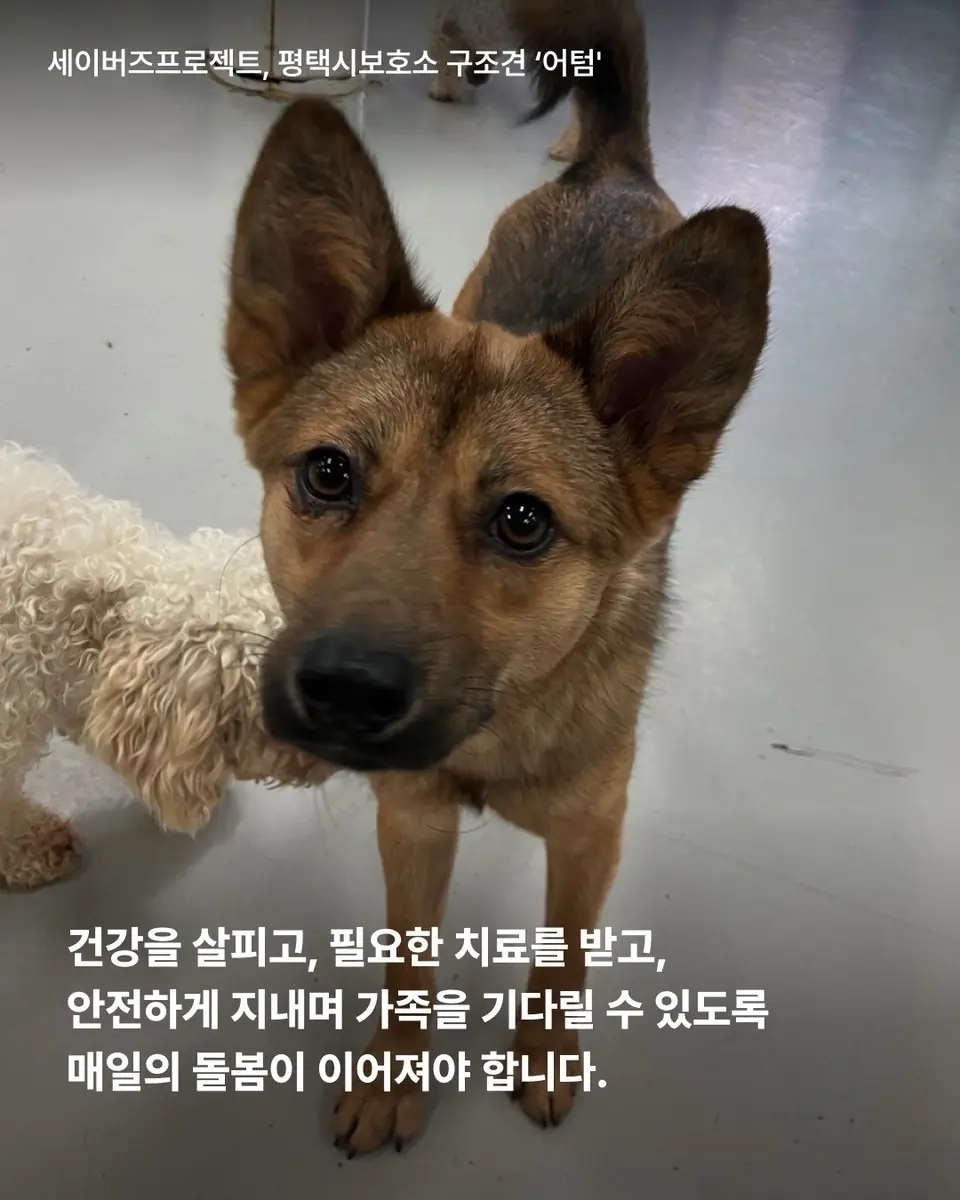 세이버즈프로젝트, 평택시보호소 구조견 ‘어텀'
건강을 살피고, 필요한 치료를 받고,
안전하게 지내며 가족을 기다릴 수 있도록
매일의 돌봄이 이어져야 합니다.